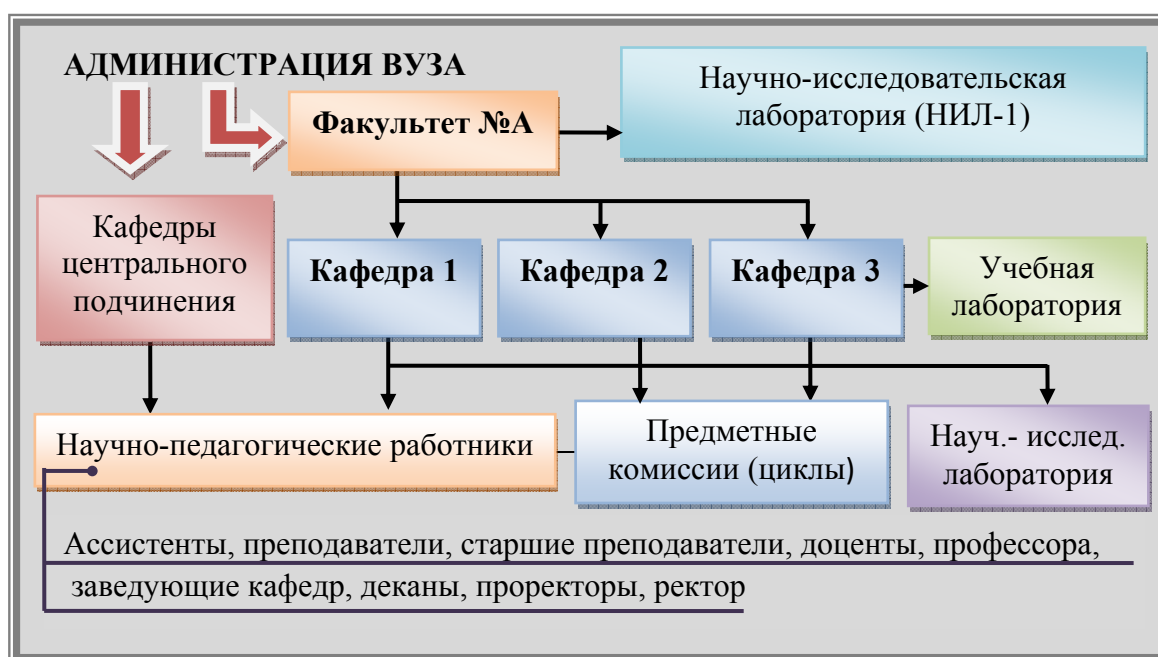 АДМИНИСТРАЦИЯ ВУЗА
Факультет №А
Научно-исследовательская
лаборатория (НИЛ-1)
Кафедры
центрального
подчинения
Кафедра 1
Кафедра 2
Кафедра 3
Учебная
лаборатория
Научно-педагогические работники
Предметные
комиссии (циклы)
Науч.- исслед.
лаборатория
Ассистенты, преподаватели, старшие преподаватели, доценты, профессора,
заведующие кафедр, деканы, проректоры, ректор